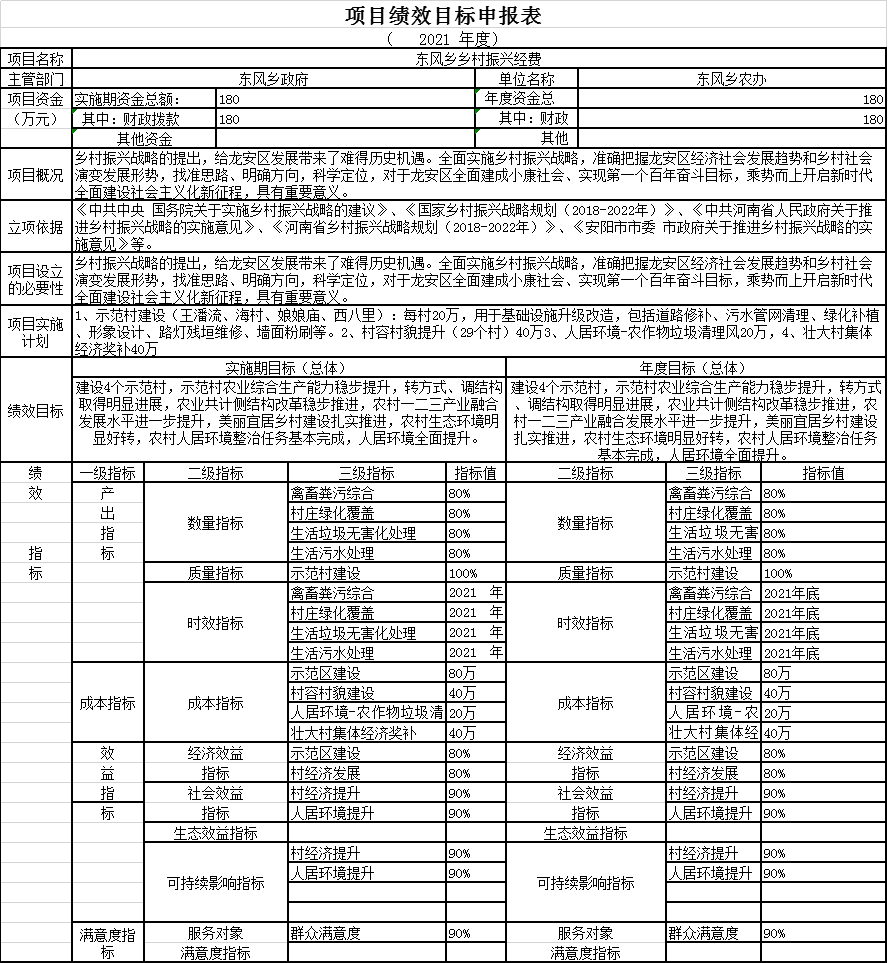 项目绩效目标申报表
( 2021 年度)
项目名称 东风乡乡村振兴经费
主管部门 东风乡政府 单位名称 东风乡农办
项目资金 实施期资金总额: 180 年度资金总 180
(万元) 其中:财政拨款 180 其中:财政 180
其他资金 其他
项目概况
乡村振兴战略的提出,给龙安区发展带来了难得历史机遇。全面实施乡村振兴战略,准确把握龙安区经济社会发展趋势和乡村社会
演变发展形势,找准思路、明确方向,科学定位,对于龙安区全面建成小康社会、实现第一个百年奋斗目标,乘势而上开启新时代
全面建设社会主义化新征程,具有重要意义。
立项依据
《中共中央 国务院关于实施乡村振兴战略的建议》、《国家乡村振兴战略规划(2018-2022年)》、《中共河南省人民政府关于推
进乡村振兴战略的实施意见》、《河南省乡村振兴战略规划(2018-2022年)》、《安阳市市委 市政府关于推进乡村振兴战略的实
施意见》等。
项目设立
的必要性
乡村振兴战略的提出,给龙安区发展带来了难得历史机遇。全面实施乡村振兴战略,准确把握龙安区经济社会发展趋势和乡村社会
演变发展形势,找准思路、明确方向,科学定位,对于龙安区全面建成小康社会、实现第一个百年奋斗目标,乘势而上开启新时代
全面建设社会主义化新征程,具有重要意义。
项目实施
计划
1、示范村建设(王潘流、海村、娘娘庙、西八里):每村20万,用于基础设施升级改造,包括道路修补、污水管网清理、绿化补植
、形象设计、路灯残垣维修、墙面粉刷等。2、村容村貌提升(29个村)40万3、人居环境-农作物垃圾清理风20万,4、壮大村集体
经济奖补40万
绩效目标
实施期目标(总体) 年度目标(总体)
建设4个示范村,示范村农业综合生产能力稳步提升,转方式、调结构
取得明显进展,农业共计侧结构改革稳步推进,农村一二三产业融合
发展水平进一步提升,美丽宜居乡村建设扎实推进,农村生态环境明
显好转,农村人居环境整治任务基本完成,人居环境全面提升。
建设4个示范村,示范村农业综合生产能力稳步提升,转方式
、调结构取得明显进展,农业共计侧结构改革稳步推进,农村
一二三产业融合发展水平进一步提升,美丽宜居乡村建设
扎实推进,农村生态环境明显好转,农村人居环境整治任务
基本完成,人居环境全面提升。
绩 一级指标 二级指标 三级指标 指标值 二级指标 三级指标 指标值
效 产 禽畜粪污综合 80% 禽畜粪污综合 80%
出 数量指标 村庄绿化覆盖 80% 数量指标 村庄绿化覆盖 80%
指 生活垃圾无害化处理 80% 生活垃圾无害 80%
指 标 生活污水处理 80% 生活污水处理 80%
标 质量指标 示范村建设 100% 质量指标 示范村建设 100%
禽畜粪污综合 2021 年 禽畜粪污综合 2021年底
时效指标 村庄绿化覆盖 2021 年 时效指标 村庄绿化覆盖 2021年底
生活垃圾无害化处理 2021 年 生活垃圾无害 2021年底
生活污水处理 2021 年 生活污水处理 2021年底
示范区建设 80万 示范区建设 80万
成本指标 成本指标 村容村貌建设 40万 成本指标 村容村貌建设 40万
人居环境-农作物垃圾清 20万 人居环境-农 20万
壮大村集体经济奖补 40万 壮大村集体经 40万
效 经济效益 示范区建设 80% 经济效益 示范区建设 80%
益 指标 村经济发展 80% 指标 村经济发展 80%
指 社会效益 村经济提升 90% 社会效益 村经济提升 90%
标 指标 人居环境提升 90% 指标 人居环境提升 90%
生态效益指标 生态效益指标
村经济提升 90% 村经济提升 90%
人居环境提升 90% 人居环境提升 90%
可持续影响指标 可持续影响指标
满意度指 服务对象 群众满意度 90% 服务对象 群众满意度 90%
标 满意度指标 满意度指标